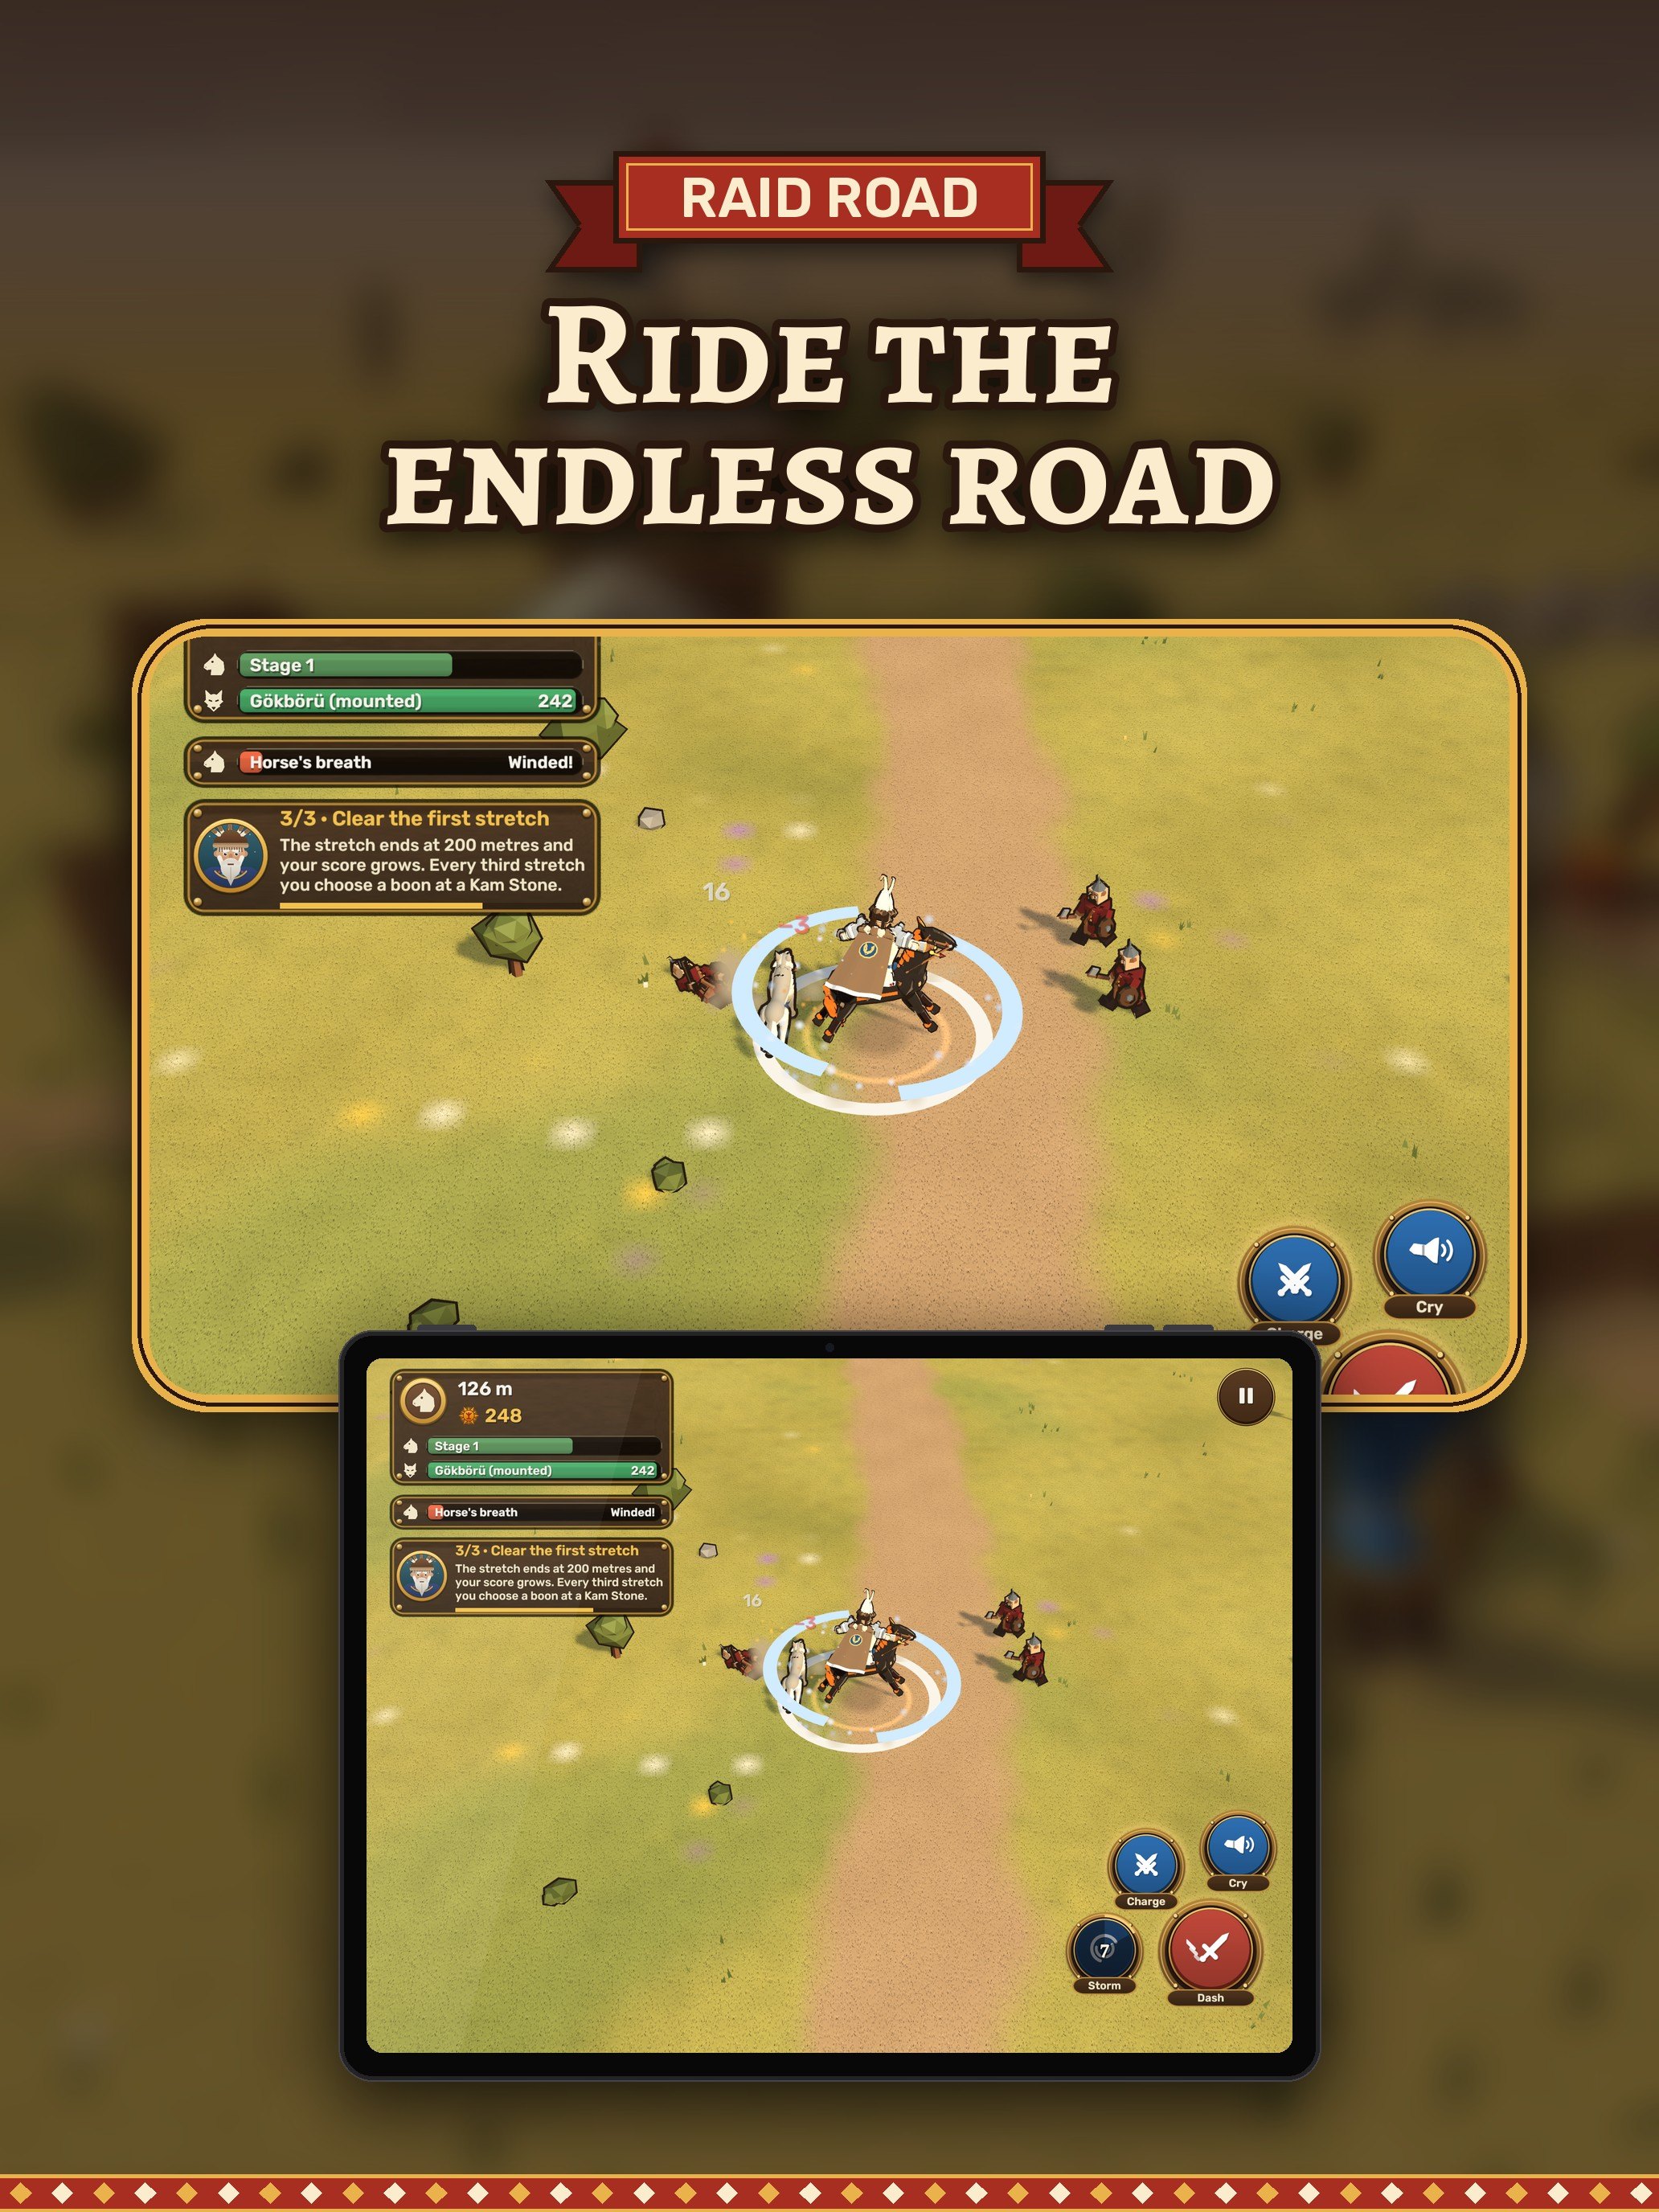 RAID ROAD
RIDE THE
ENDLESS ROAD
Stage 1
Gökbörü (mounted) 242
Horse's breath Winded!
3/3 • Clear the first stretch
The stretch ends at 200 metres and
your score grows. Every third stretch
you choose a boon at a Kam Stone.
16
-3
Cry
126 m
248
Stage 1
Gökbörü (mounted) 242
Horse's breath Winded!
3/3 • Clear the first stretch
The stretch ends at 200 metres and
your score grows. Every third stretch
you choose a boon at a Kam Stone.
16
-3
Cry
Charge
7
Storm
Dash